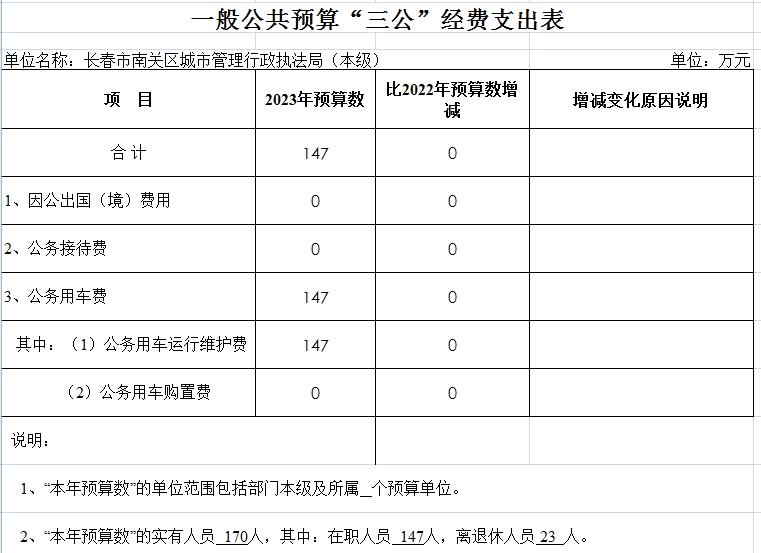 一般公共预算“三公”经费支出表
单位名称：长春市南关区城市管理行政执法局（本级） 单位：万元
项 目 2023年预算数 比2022年预算数增减 增减变化原因说明
合 计 147 0
1、因公出国（境）费用 0 0
2、公务接待费 0 0
3、公务用车费 147 0
其中：（1）公务用车运行维护费 147 0
（2）公务用车购置费 0 0
说明：
1、“本年预算数”的单位范围包括部门本级及所属_个预算单位。
2、“本年预算数”的实有人员_170人，其中：在职人员_147人，离退休人员_23_人。